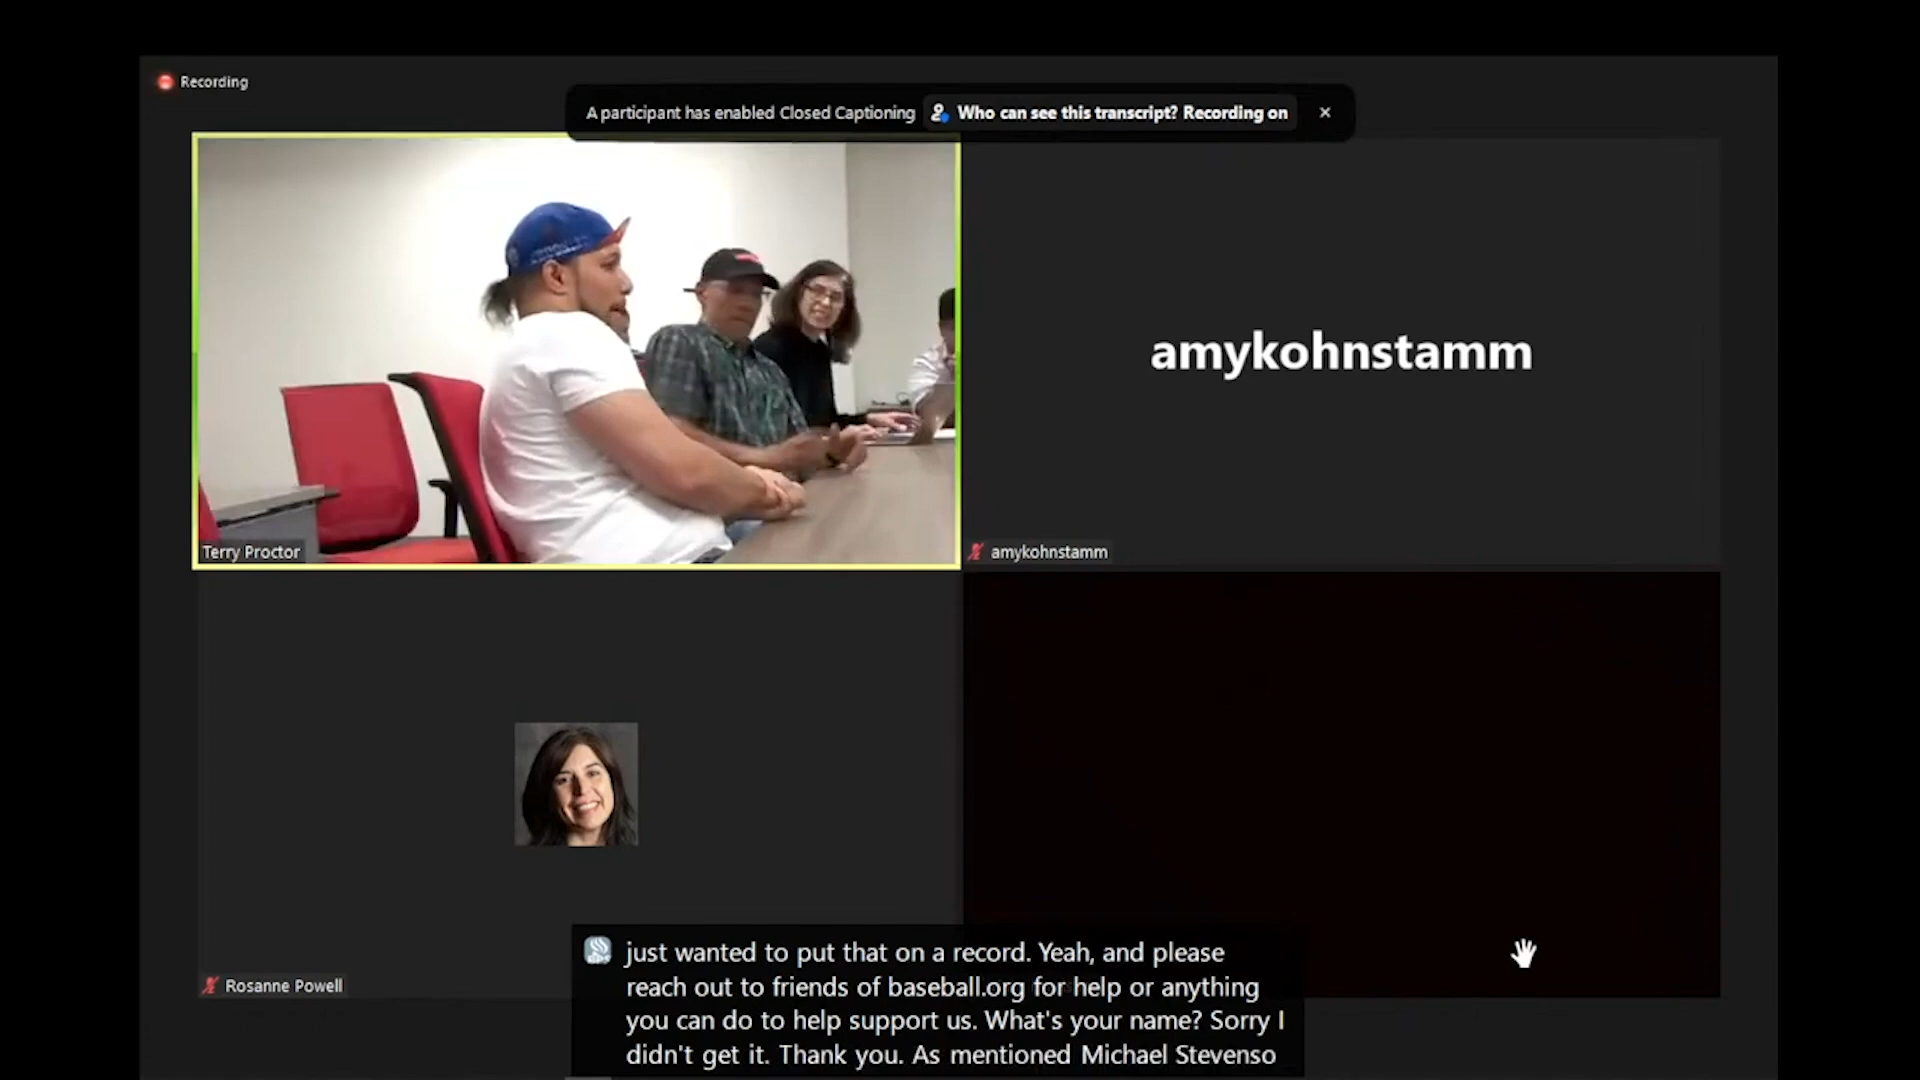 Recording
A participant has enabled Closed Captioning Who can see this transcript? Recording on
amykohnstamm
Terry Proctor
amykohnstamm
Rosanne Powell
just wanted to put that on a record. Yeah, and please
reach out to friends of baseball.org for help or anything
you can do to help support us. What's your name? Sorry I
didn't get it. Thank you. As mentioned Michael Stevenso